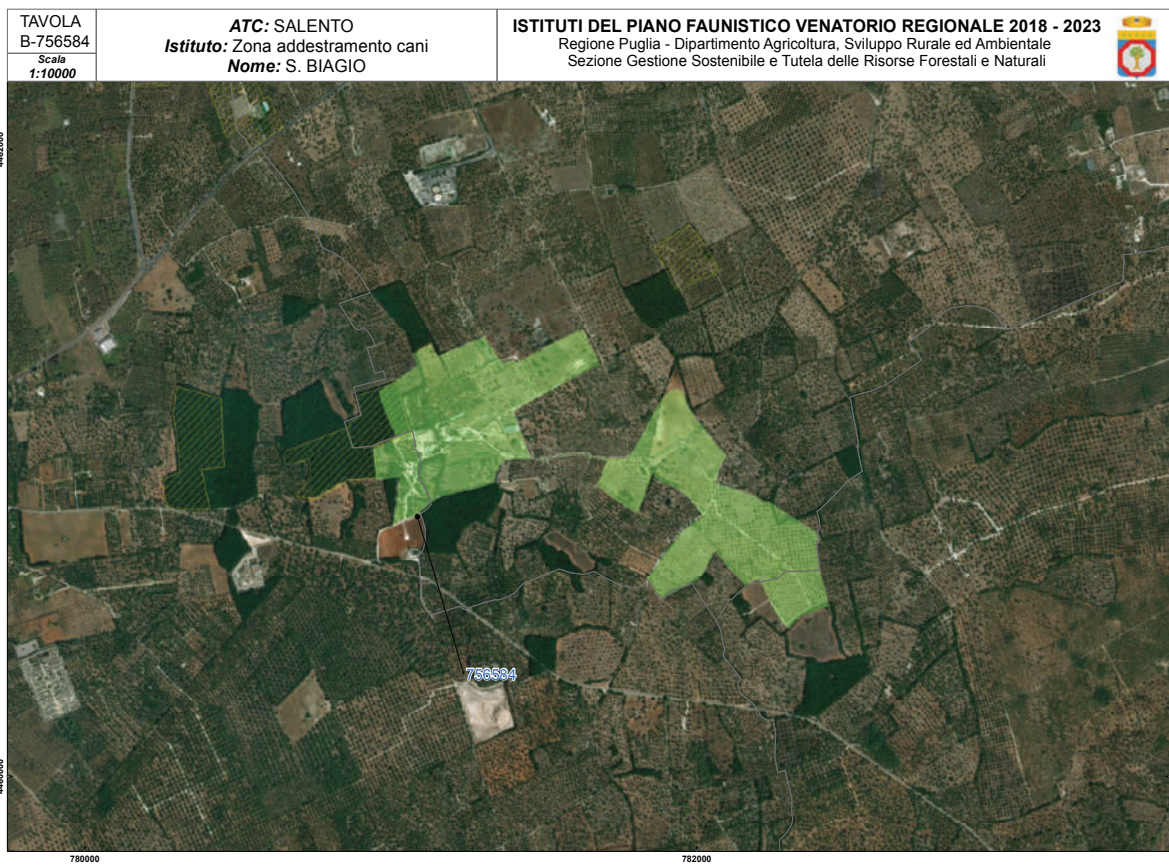 TAVOLA
B-756584
Scala
1:10000
ATC: SALENTO
Istituto: Zona addestramento cani
Nome: S. BIAGIO
ISTITUTI DEL PIANO FAUNISTICO VENATORIO REGIONALE 2018 - 2023
Regione Puglia - Dipartimento Agricoltura, Sviluppo Rurale ed Ambientale
Sezione Gestione Sostenibile e Tutela delle Risorse Forestali e Naturali
4462000
756584
4460000
780000
782000